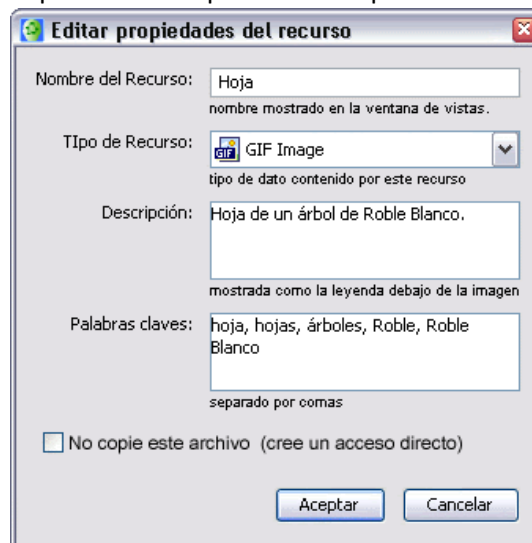 Editar propiedades del recurso
Nombre del Recurso: Hoja
nombre mostrado en la ventana de vistas.
TIpo de Recurso: GIF GIF Image
tipo de dato contenido por este recurso
Descripción: Hoja de un árbol de Roble Blanco.
mostrada como la leyenda debajo de la imagen
Palabras claves: hoja, hojas, árboles, Roble, Roble
Blanco
separado por comas
No copie este archivo (cree un acceso directo)
Aceptar Cancelar